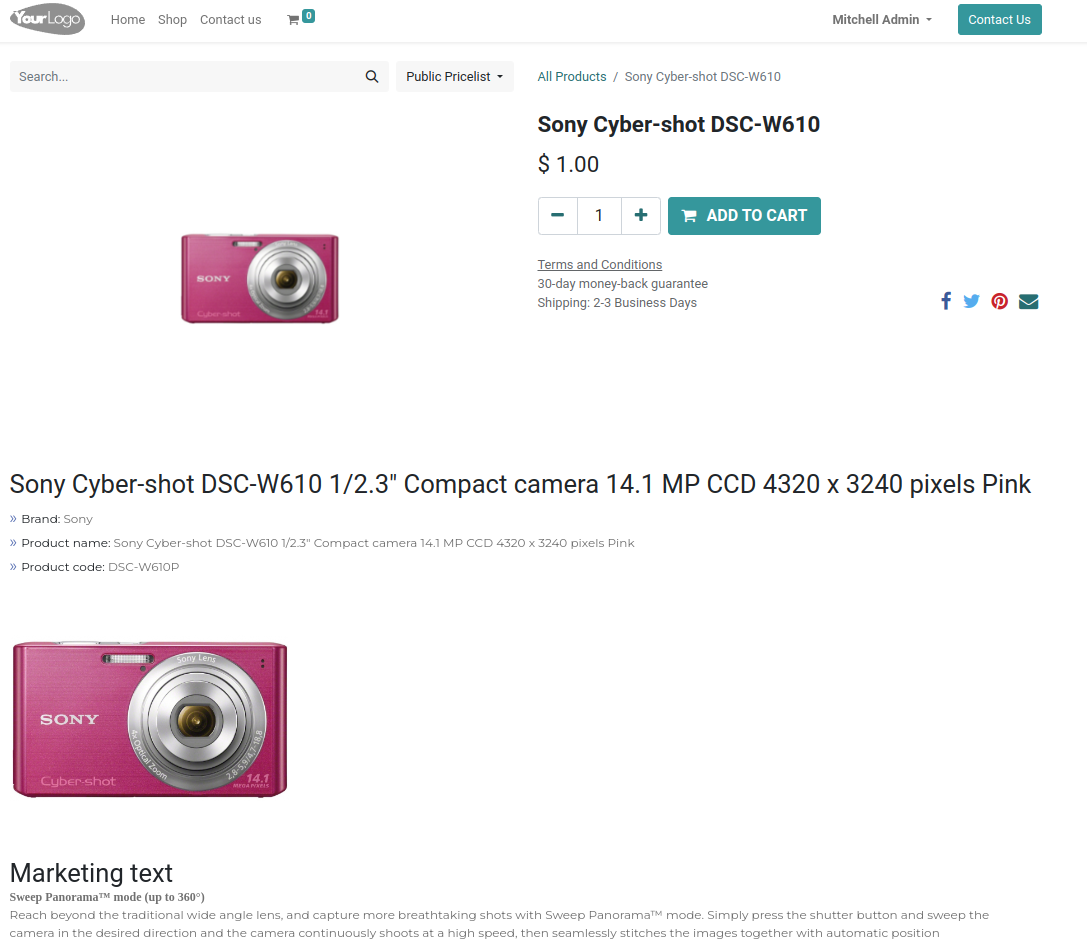 YourLogo
Home Shop Contact us 0 Mitchell Admin Contact Us
Search... Public Pricelist All Products / Sony Cyber-shot DSC-W610
Sony Cyber-shot DSC-W610
$ 1.00
1 ADD TO CART
Terms and Conditions
30-day money-back guarantee
Shipping: 2-3 Business Days
SONY
Cyber-shot
14.1
Sony Cyber-shot DSC-W610 1/2.3" Compact camera 14.1 MP CCD 4320 x 3240 pixels Pink
» Brand: Sony
» Product name: Sony Cyber-shot DSC-W610 1/2.3" Compact camera 14.1 MP CCD 4320 x 3240 pixels Pink
» Product code: DSC-W610P
Sony Lens
SONY
4x Optical Zoom
2,8-5,9/4,7-18,8
Cyber-shot
14.1
MEGA PIXELS
Marketing text
Sweep Panorama™ mode (up to 360°)
Reach beyond the traditional wide angle lens, and capture more breathtaking shots with Sweep Panorama™ mode. Simply press the shutter button and sweep the
camera in the desired direction and the camera continuously shoots at a high speed, then seamlessly stitches the images together with automatic position